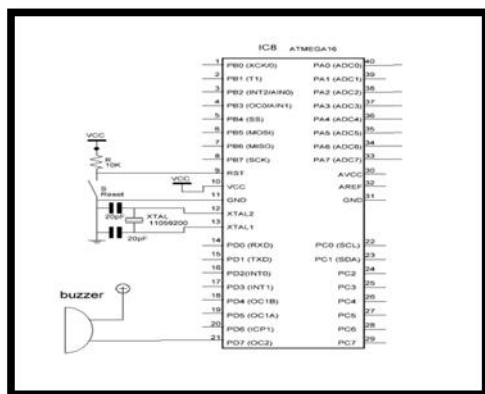 IC8 ATMEGA16
1 PB0 (XCK/0) PA0 (ADC0) 40
2 PB1 (T1) PA1 (ADC1) 39
3 PB2 (INT2/AIN0) PA2 (ADC2) 38
4 PB3 (OC0/AIN1) PA3 (ADC3) 37
5 PB4 (SS) PA4 (ADC4) 36
6 PB5 (MOSI) PA5 (ADC5) 35
7 PB6 (MISO) PA6 (ADC6) 34
8 PB7 (SCK) PA7 (ADC7) 33
VCC
R
10K
9 RST AVCC 30
VCC 10 VCC AREF 32
S
Reset
11 GND GND 31
20pF
XTAL
11059200
12 XTAL2
13 XTAL1
20pF
14 PD0 (RXD) PC0 (SCL) 22
15 PD1 (TXD) PC1 (SDA) 23
16 PD2(INT0) PC2 24
17 PD3 (INT1) PC3 25
buzzer
18 PD4 (OC1B) PC4 26
19 PD5 (OC1A) PC5 27
20 PD6 (ICP1) PC6 28
21 PD7 (OC2) PC7 29